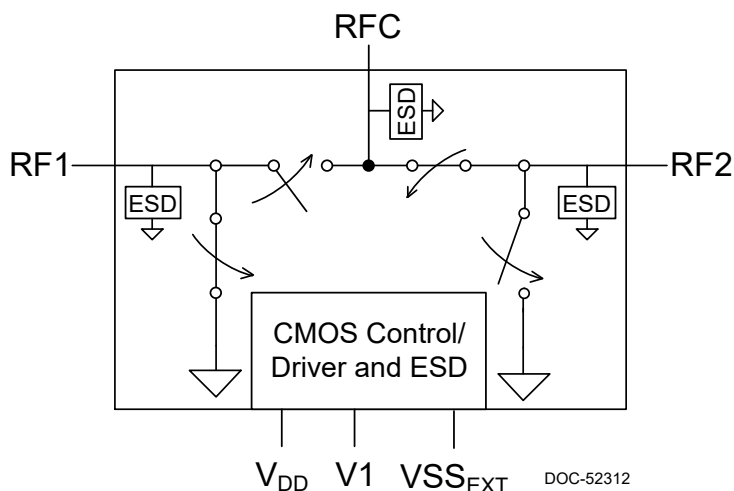 RFC
ESD
RF1
RF2
ESD
ESD
CMOS Control/
Driver and ESD
VDD V1 VSSEXT
DOC-52312